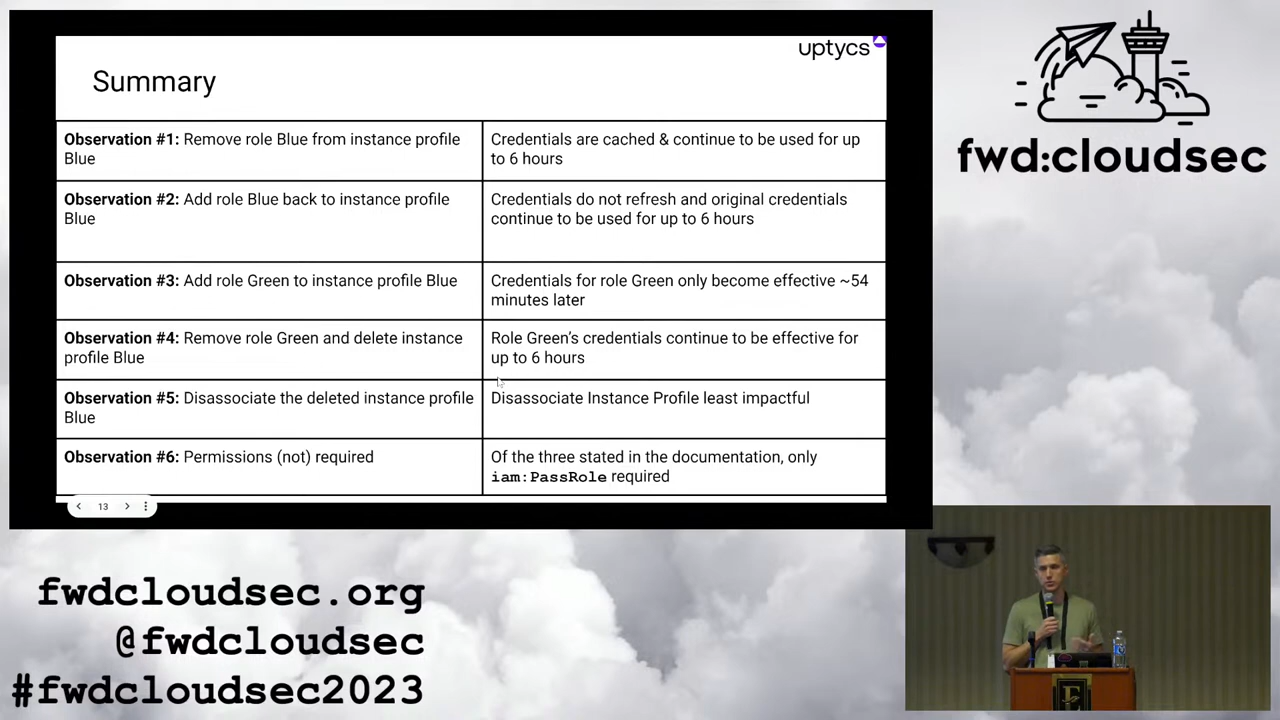 uptycs
Summary
Observation #1: Remove role Blue from instance profile
Blue
Credentials are cached & continue to be used for up
to 6 hours
Observation #2: Add role Blue back to instance profile
Blue
Credentials do not refresh and original credentials
continue to be used for up to 6 hours
Observation #3: Add role Green to instance profile Blue
Credentials for role Green only become effective ~54
minutes later
Observation #4: Remove role Green and delete instance
profile Blue
Role Green’s credentials continue to be effective for
up to 6 hours
Observation #5: Disassociate the deleted instance profile
Blue
Disassociate Instance Profile least impactful
Observation #6: Permissions (not) required
Of the three stated in the documentation, only
iam:PassRole required
13
fwd:cloudsec
fwdcloudsec.org
@fwdcloudsec
#fwdcloudsec2023
E